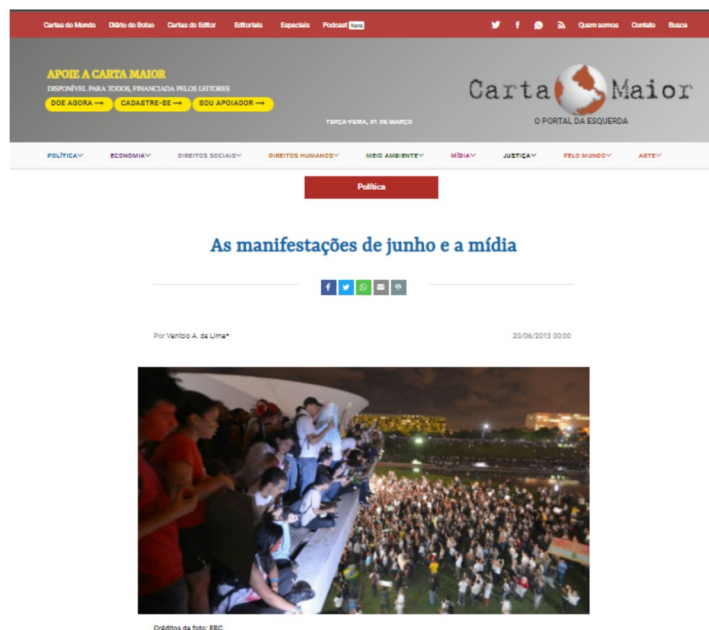 Cartas do Mundo Diário do Bolso Cartas do Editor Editoriais Especiais Podcast Novo Quem somos Contato Busca
APOIE A CARTA MAIOR
DISPONÍVEL PARA TODOS, FINANCIADA PELOS LEITORES
DOE AGORA → CADASTRE-SE → SOU APOIADOR →
Carta Maior
O PORTAL DA ESQUERDA
TERÇA-FEIRA, 01 DE MARÇO
POLÍTICA ECONOMIA DIREITOS SOCIAIS DIREITOS HUMANOS MEIO AMBIENTE MÍDIA JUSTIÇA PELO MUNDO ARTE
Política
As manifestações de junho e a mídia
Por Venício A. de Lima*
20/06/2013 00:00
Créditos da foto: EBC